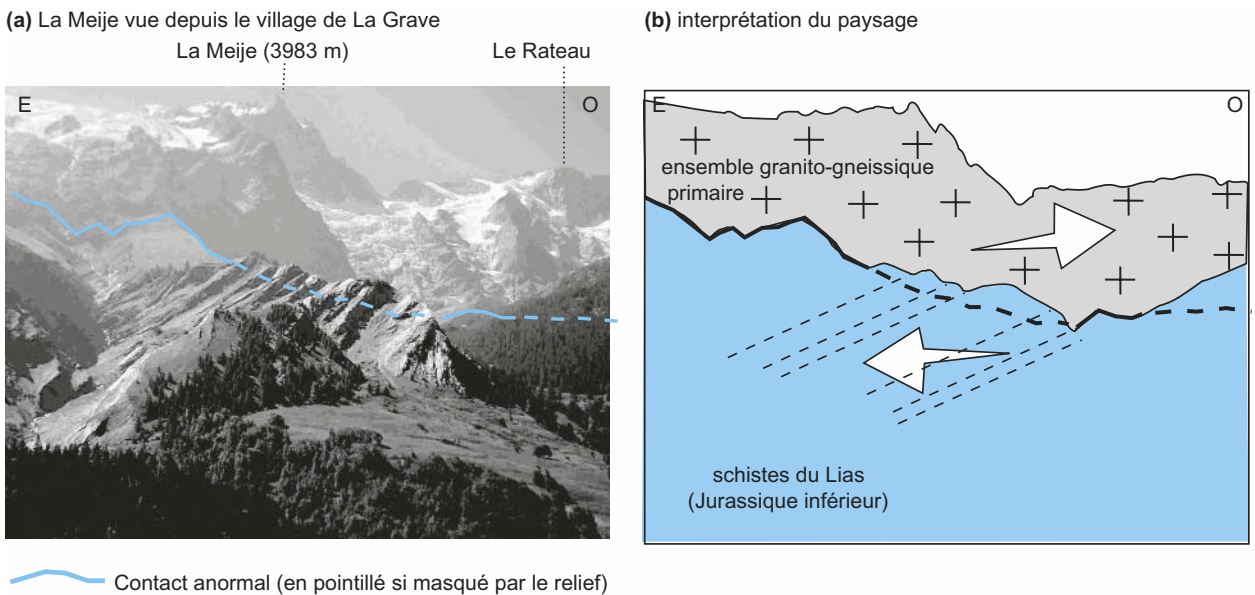 (a) La Meije vue depuis le village de La Grave
La Meije (3983 m)
Le Rateau
E
O
Contact anormal (en pointillé si masqué par le relief)
(b) interprétation du paysage
E
O
ensemble granito-gneissique
primaire
schistes du Lias
(Jurassique inférieur)